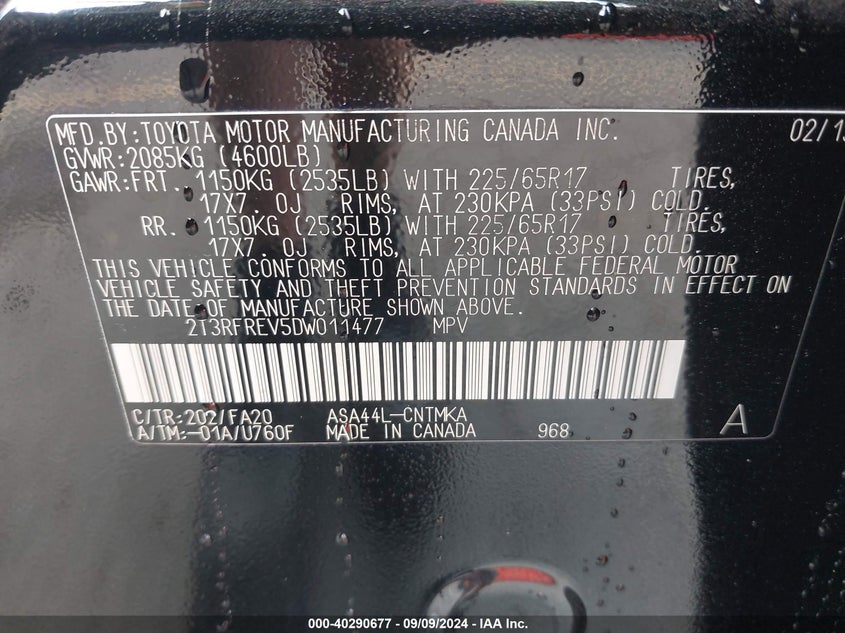 MFD.BY:TOYOTA MOTOR MANUFACTURING CANADA INC. 02/13
GVWR:2085KG (4600LB)
GAWR:FRT. 1150KG (2535LB) WITH 225/65R17 TIRES,
17X7.0J RIMS, AT 230KPA (33PSI) COLD.
RR. 1150KG (2535LB) WITH 225/65R17 TIRES,
17X7.0J RIMS, AT 230KPA (33PSI) COLD.
THIS VEHICLE CONFORMS TO ALL APPLICABLE FEDERAL MOTOR
VEHICLE SAFETY AND THEFT PREVENTION STANDARDS IN EFFECT ON
THE DATE OF MANUFACTURE SHOWN ABOVE.
2T3RFREV5DW011477 MPV
C/TR:202/FA20 ASA44L-CNTMKA
A/TM:-01A/U760F MADE IN CANADA 968 A
000-40290677 - 09/09/2024 - IAA Inc.